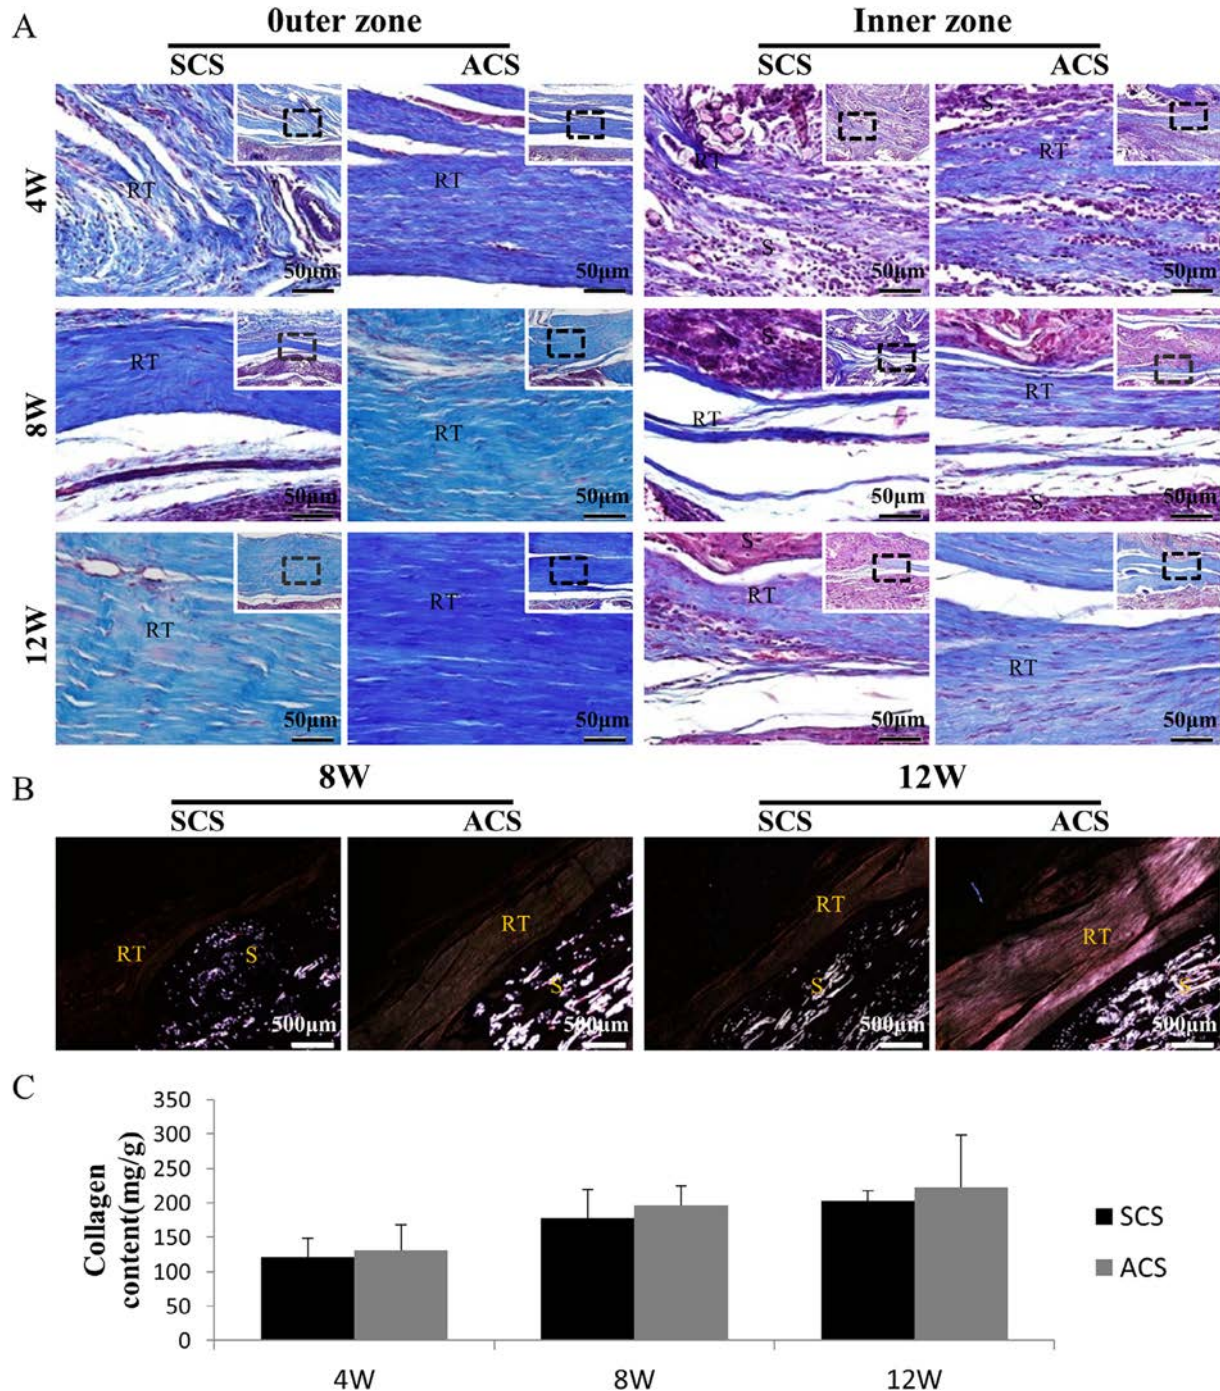 A
0uter zone
Inner zone
SCS
ACS
SCS
ACS
4W
RT
50μm
RT
50μm
RT
S
50μm
S
RT
50μm
8W
RT
50μm
RT
50μm
S
RT
50μm
RT
S
50μm
12W
RT
50μm
RT
50μm
S
RT
50μm
RT
50μm
B
8W
12W
SCS
ACS
SCS
ACS
RT
S
500μm
RT
S
500μm
RT
S
500μm
RT
S
500μm
C
Collagen
content(mg/g)
350
300
250
200
150
100
50
0
4W
8W
12W
SCS
ACS